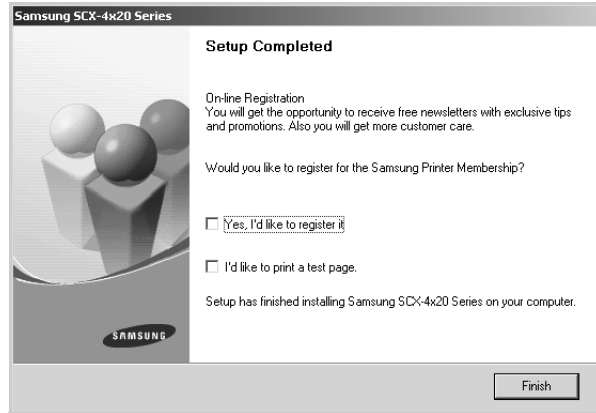 Samsung SCX-4x20 Series
Setup Completed
On-line Registration
You will get the opportunity to receive free newsletters with exclusive tips
and promotions. Also you will get more customer care.
Would you like to register for the Samsung Printer Membership?
Yes, I'd like to register it
I'd like to print a test page.
Setup has finished installing Samsung SCX-4x20 Series on your computer.
SAMSUNG
Finish